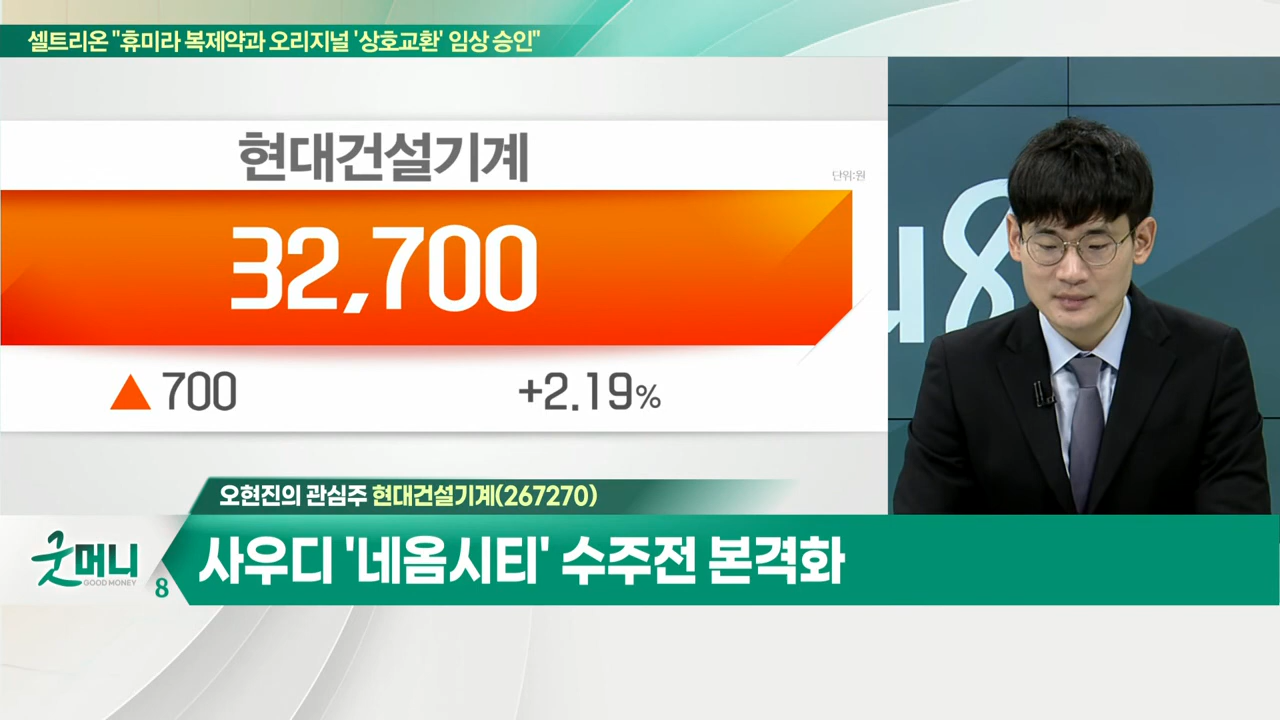 셀트리온 "휴미라 복제약과 오리지널 '상호교환' 임상 승인"
현대건설기계
단위:원
32,700
▲ 700 +2.19%
오현진의 관심주 현대건설기계(267270)
사우디 '네옴시티' 수주전 본격화
굿머니
GOOD MONEY
8